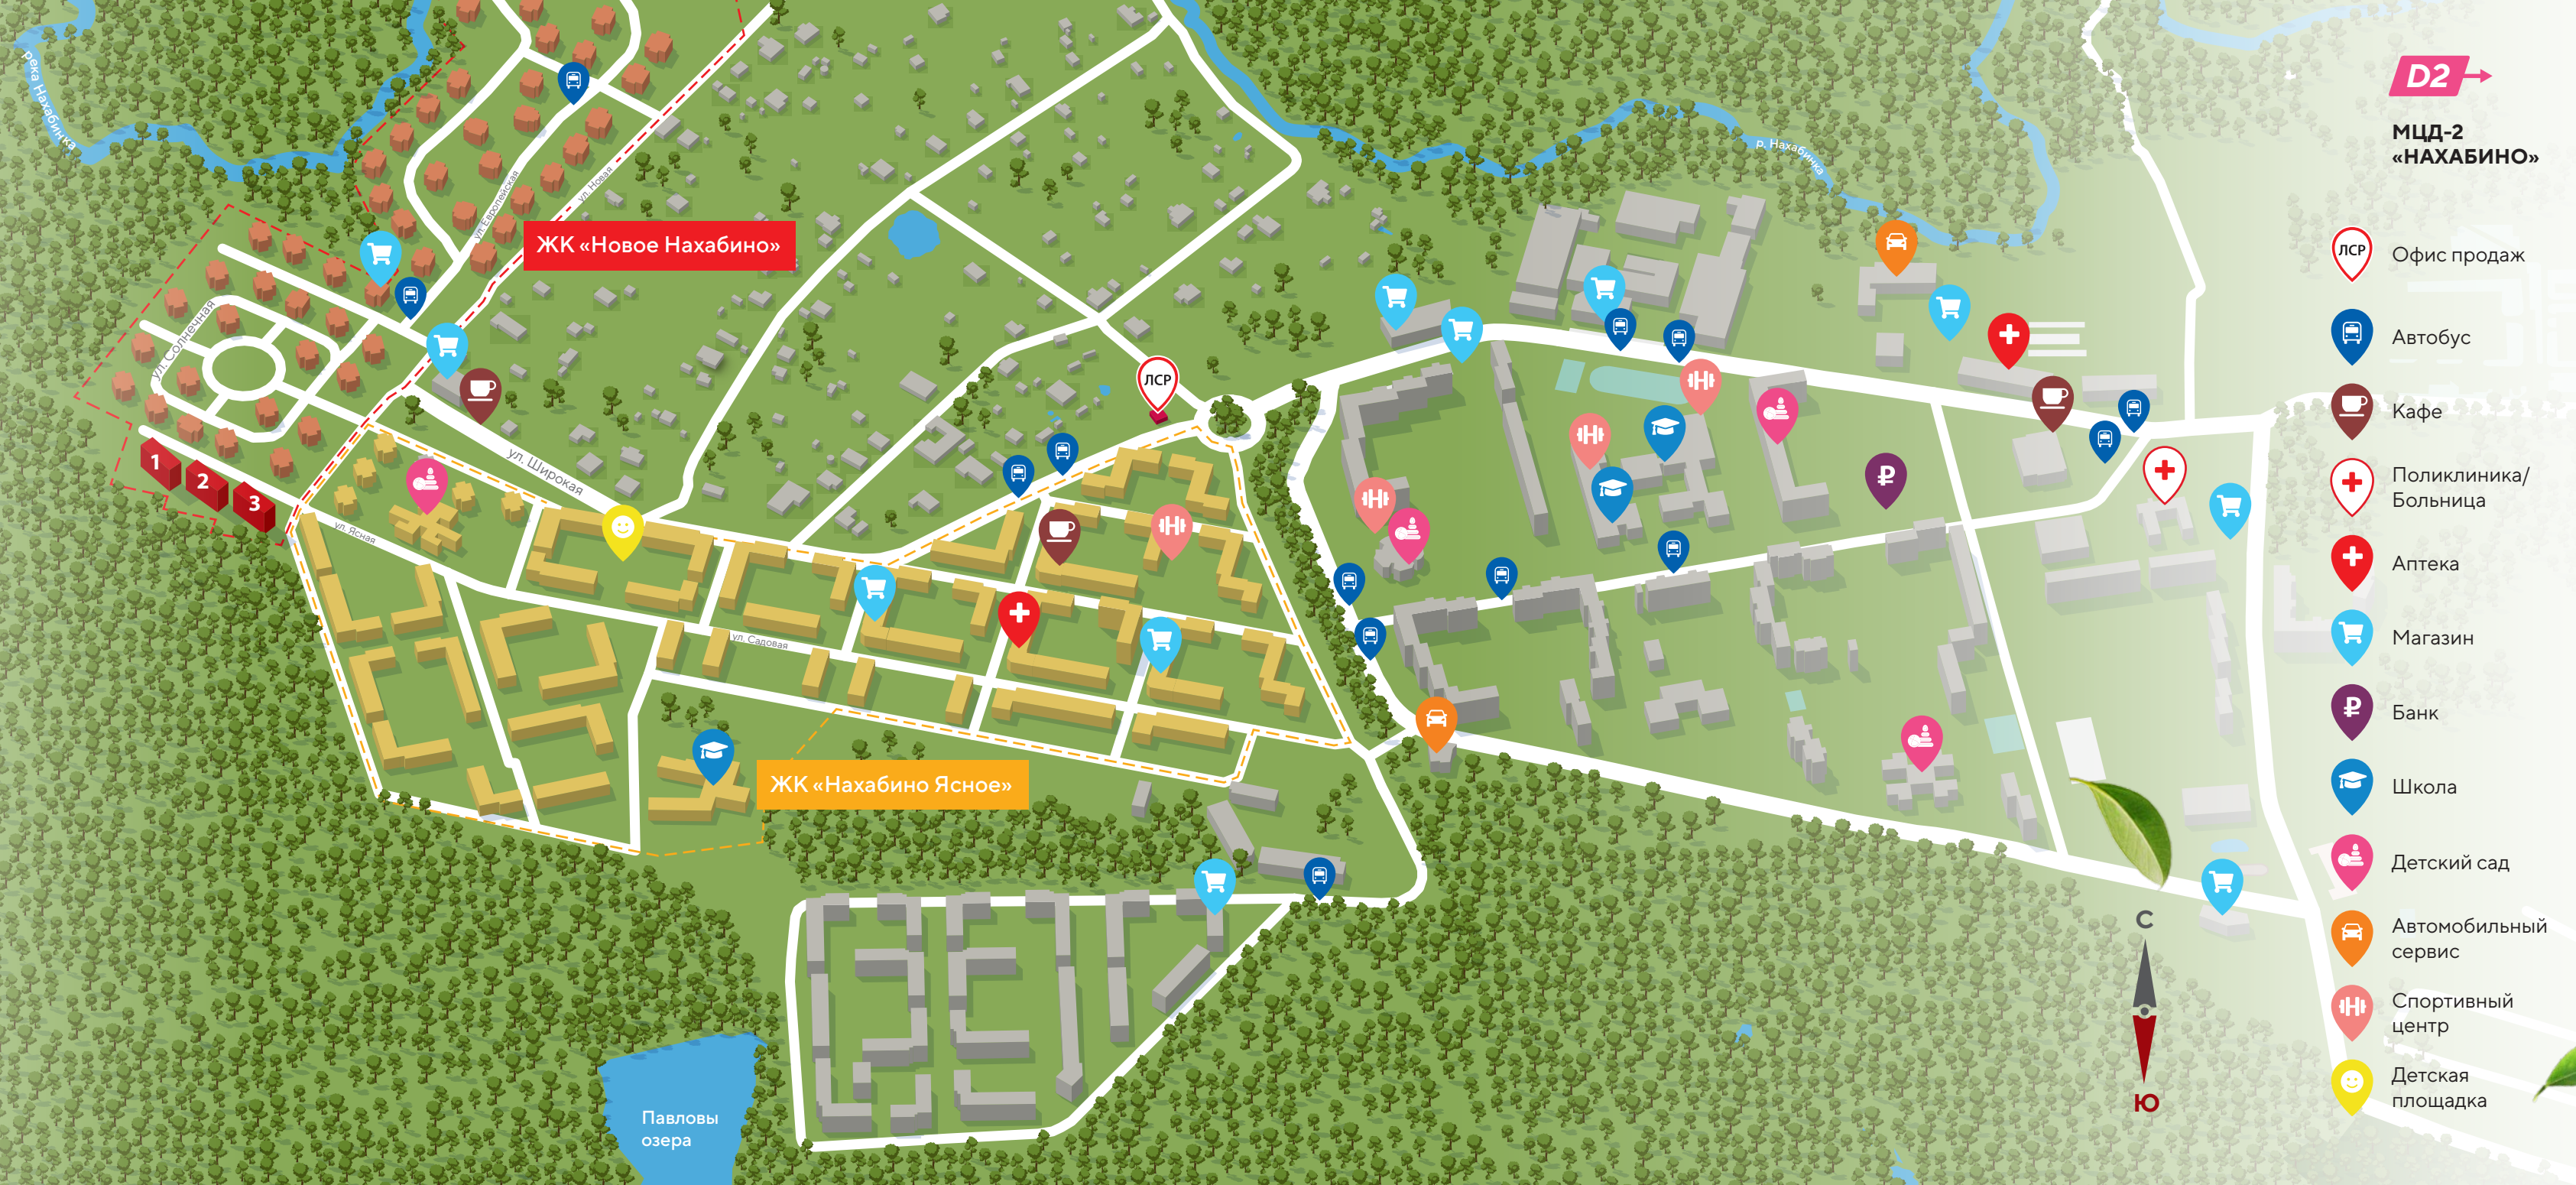 река Нахабинка
ул. Европейская
ул. Новая
ЖК «Новое Нахабино»
ул. Солнечная
1
2
3
ул. Широкая
ул. Ясная
ул. Садовая
ЖК «Нахабино Ясное»
Павловы
озера
р. Нахабинка
ЛСР
₽
D2
МЦД-2
«НАХАБИНО»
ЛСР
Офис продаж
Автобус
Кафе
Поликлиника/
Больница
Аптека
Магазин
₽
Банк
Школа
Детский сад
Автомобильный
сервис
Спортивный
центр
Детская
площадка
С
Ю